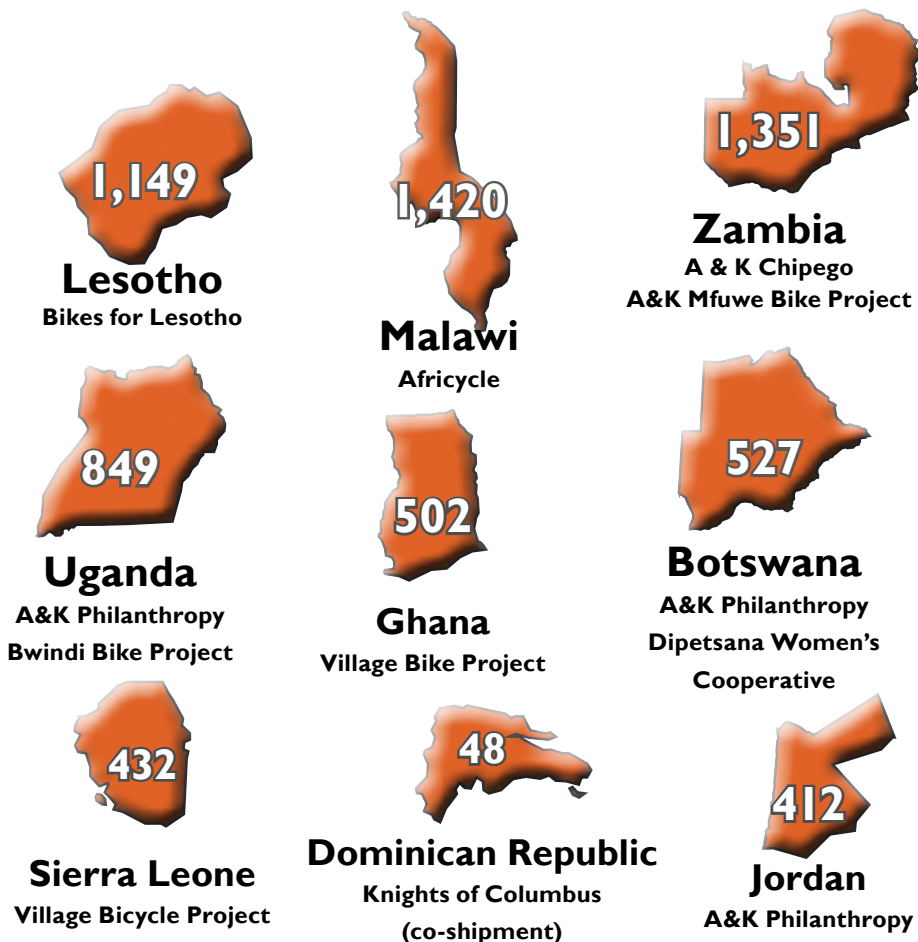 1,149
Lesotho
Bikes for Lesotho
1,420
Malawi
Africycle
1,351
Zambia
A & K Chipego
A&K Mfuwe Bike Project
849
Uganda
A&K Philanthropy
Bwindi Bike Project
502
Ghana
Village Bike Project
527
Botswana
A&K Philanthropy
Dipetsana Women's
Cooperative
432
Sierra Leone
Village Bicycle Project
48
Dominican Republic
Knights of Columbus
(co-shipment)
412
Jordan
A&K Philanthropy